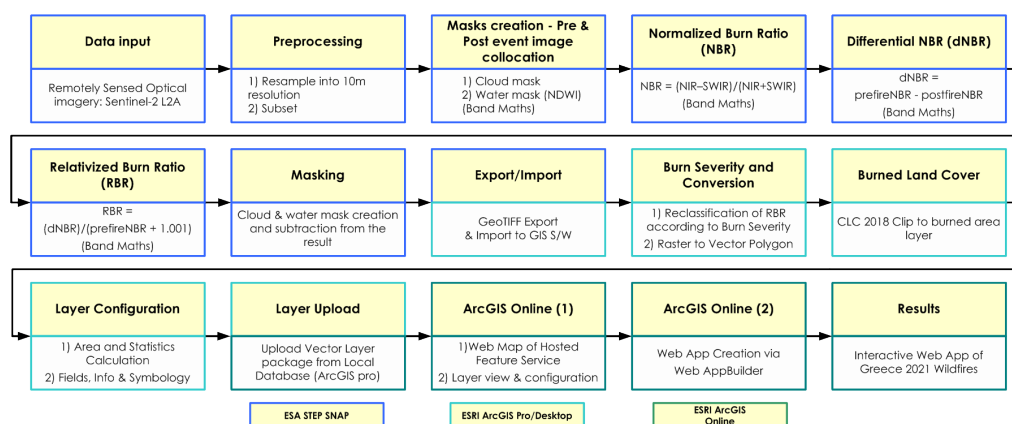 Data input
Remotely Sensed Optical
imagery: Sentinel-2 L2A
Preprocessing
1) Resample into 10m
resolution
2) Subset
Masks creation - Pre &
Post event image
collocation
1) Cloud mask
2) Water mask (NDWI)
(Band Maths)
Normalized Burn Ratio
(NBR)
NBR = (NIR–SWIR)/(NIR+SWIR)
(Band Maths)
Differential NBR (dNBR)
dNBR =
prefireNBR - postfireNBR
(Band Maths)
Relativized Burn Ratio
(RBR)
RBR =
(dNBR)/(prefireNBR + 1.001)
(Band Maths)
Masking
Cloud & water mask creation
and subtraction from the
result
Export/Import
GeoTIFF Export
& Import to GIS S/W
Burn Severity and
Conversion
1) Reclassification of RBR
according to Burn Severity
2) Raster to Vector Polygon
Burned Land Cover
CLC 2018 Clip to burned area
layer
Layer Configuration
1) Area and Statistics
Calculation
2) Fields, Info & Symbology
Layer Upload
Upload Vector Layer
package from Local
Database (ArcGIS pro)
ArcGIS Online (1)
1)Web Map of Hosted
Feature Service
2) Layer view & configuration
ArcGIS Online (2)
Web App Creation via
Web AppBuilder
Results
Interactive Web App of
Greece 2021 Wildfires
ESA STEP SNAP
ESRI ArcGIS Pro/Desktop
ESRI ArcGIS
Online